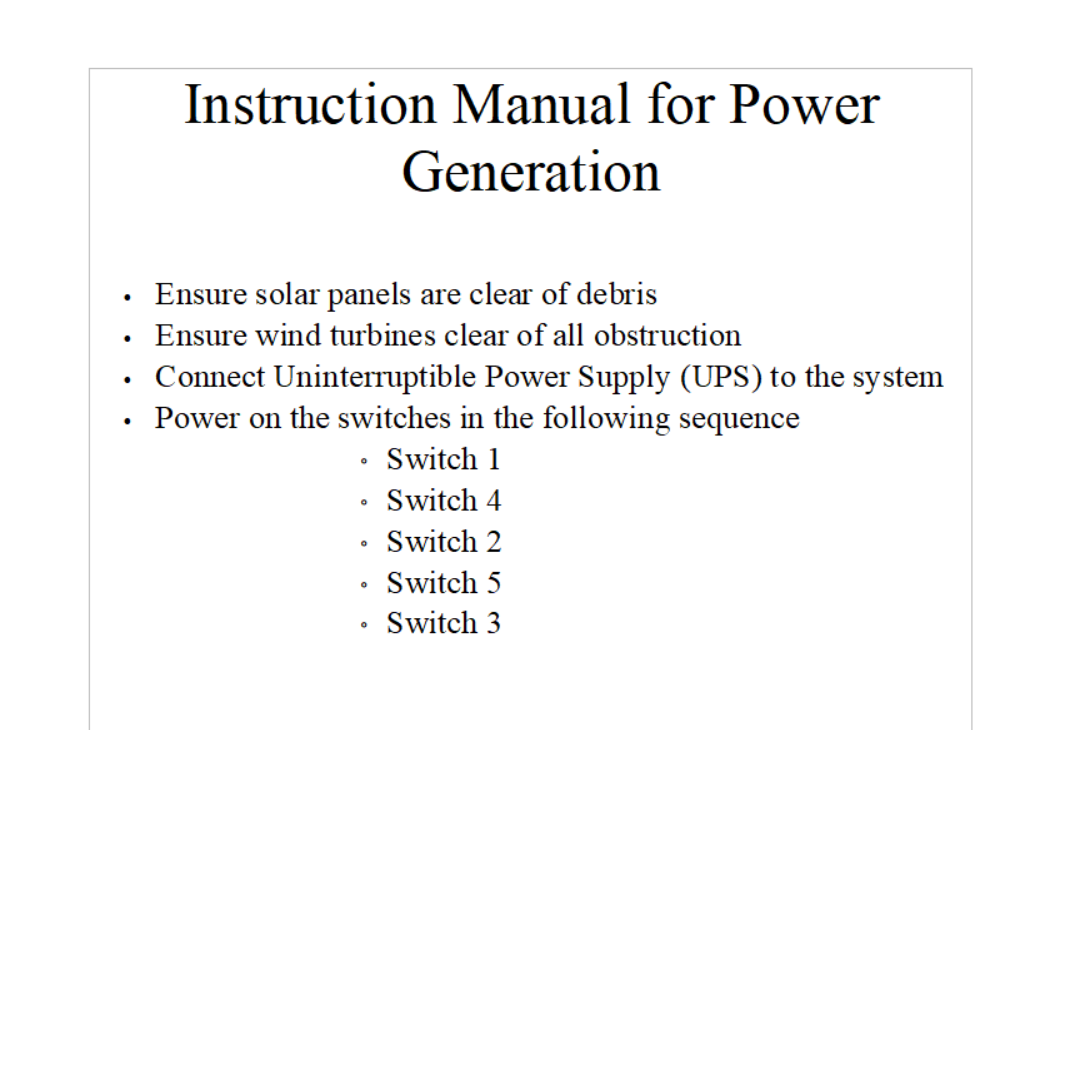 Instruction Manual for Power
Generation
• Ensure solar panels are clear of debris
• Ensure wind turbines clear of all obstruction
• Connect Uninterruptible Power Supply (UPS) to the system
• Power on the switches in the following sequence
◦ Switch 1
◦ Switch 4
◦ Switch 2
◦ Switch 5
◦ Switch 3